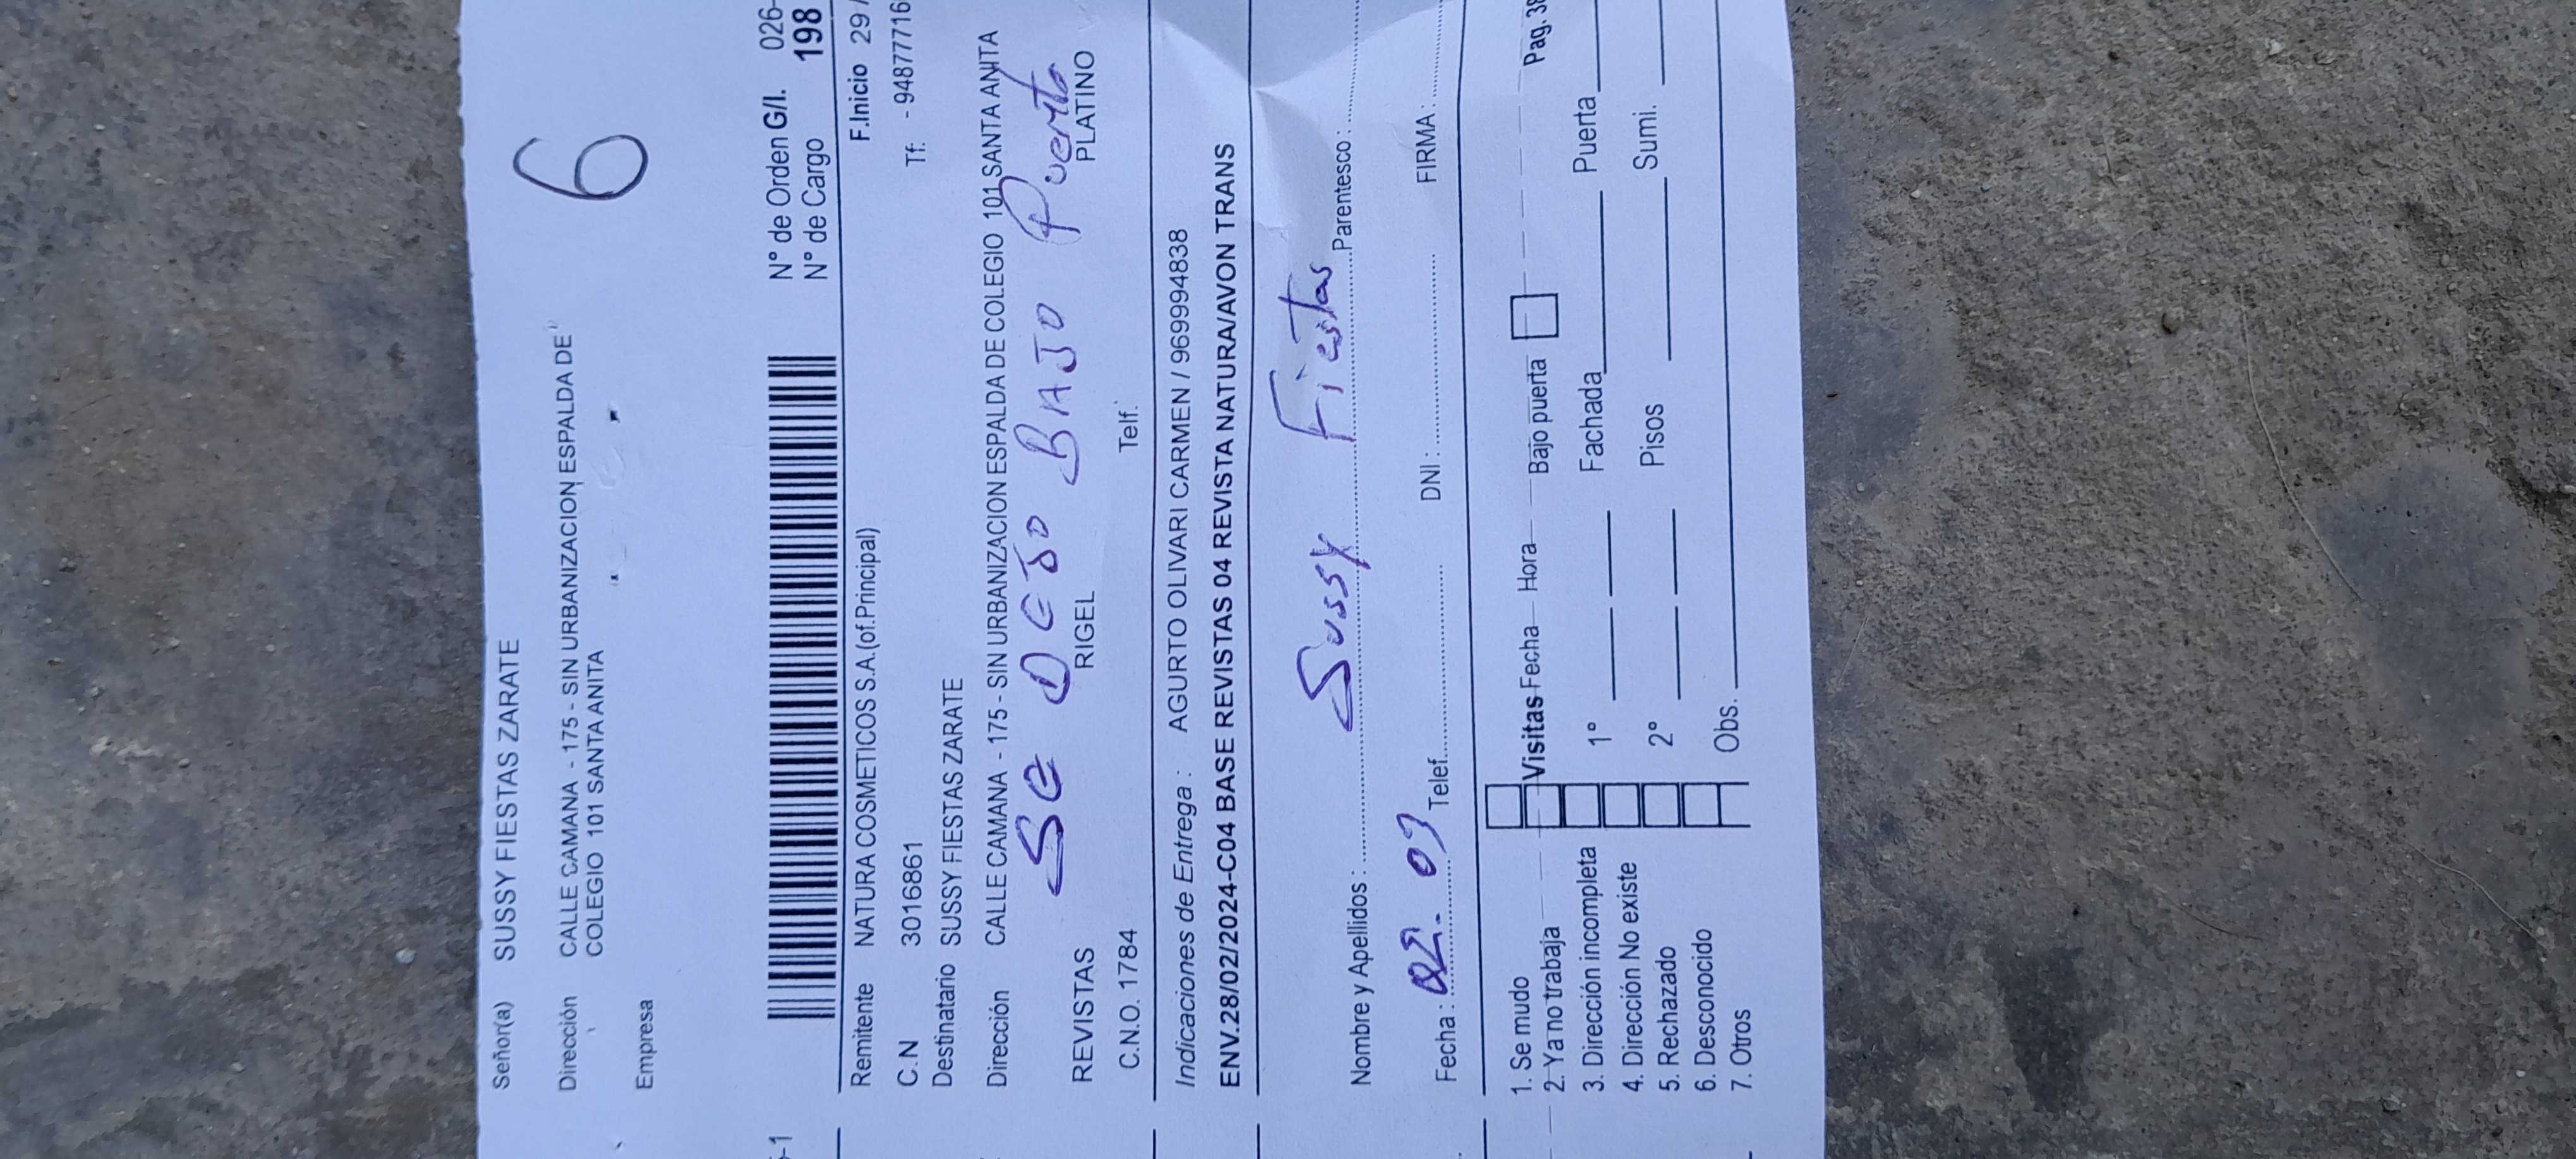 Señor(a) SUSSY FIESTAS ZARATE
6
Dirección CALLE CAMANA - 175 - SIN URBANIZACION ESPALDA DE
COLEGIO 101 SANTA ANITA
Empresa
-1
N° de Orden G/I. 026-
N° de Cargo 198
Remitente NATURA COSMETICOS S.A.(of.Principal) F.Inicio 29 /
C.N 3016861 Tf. - 948777716
Destinatario SUSSY FIESTAS ZARATE
Dirección CALLE CAMANA - 175 - SIN URBANIZACION ESPALDA DE COLEGIO 101 SANTA ANITA
SE DEJO BAJO Puerta
REVISTAS RIGEL PLATINO
C.N.O. 1784 Telf.
Indicaciones de Entrega : AGURTO OLIVARI CARMEN / 969994838
ENV.28/02/2024-C04 BASE REVISTAS 04 REVISTA NATURA/AVON TRANS
Nombre y Apellidos : Sussy Fiestas Parentesco :
Fecha : 02. 03 Telef. DNI : FIRMA :
1. Se mudo
2. Ya no trabaja Visitas Fecha Hora Bajo puerta Pag. 38
3. Dirección incompleta 1° Fachada Puerta
4. Dirección No existe
5. Rechazado 2° Pisos Sumi.
6. Desconocido
7. Otros Obs.